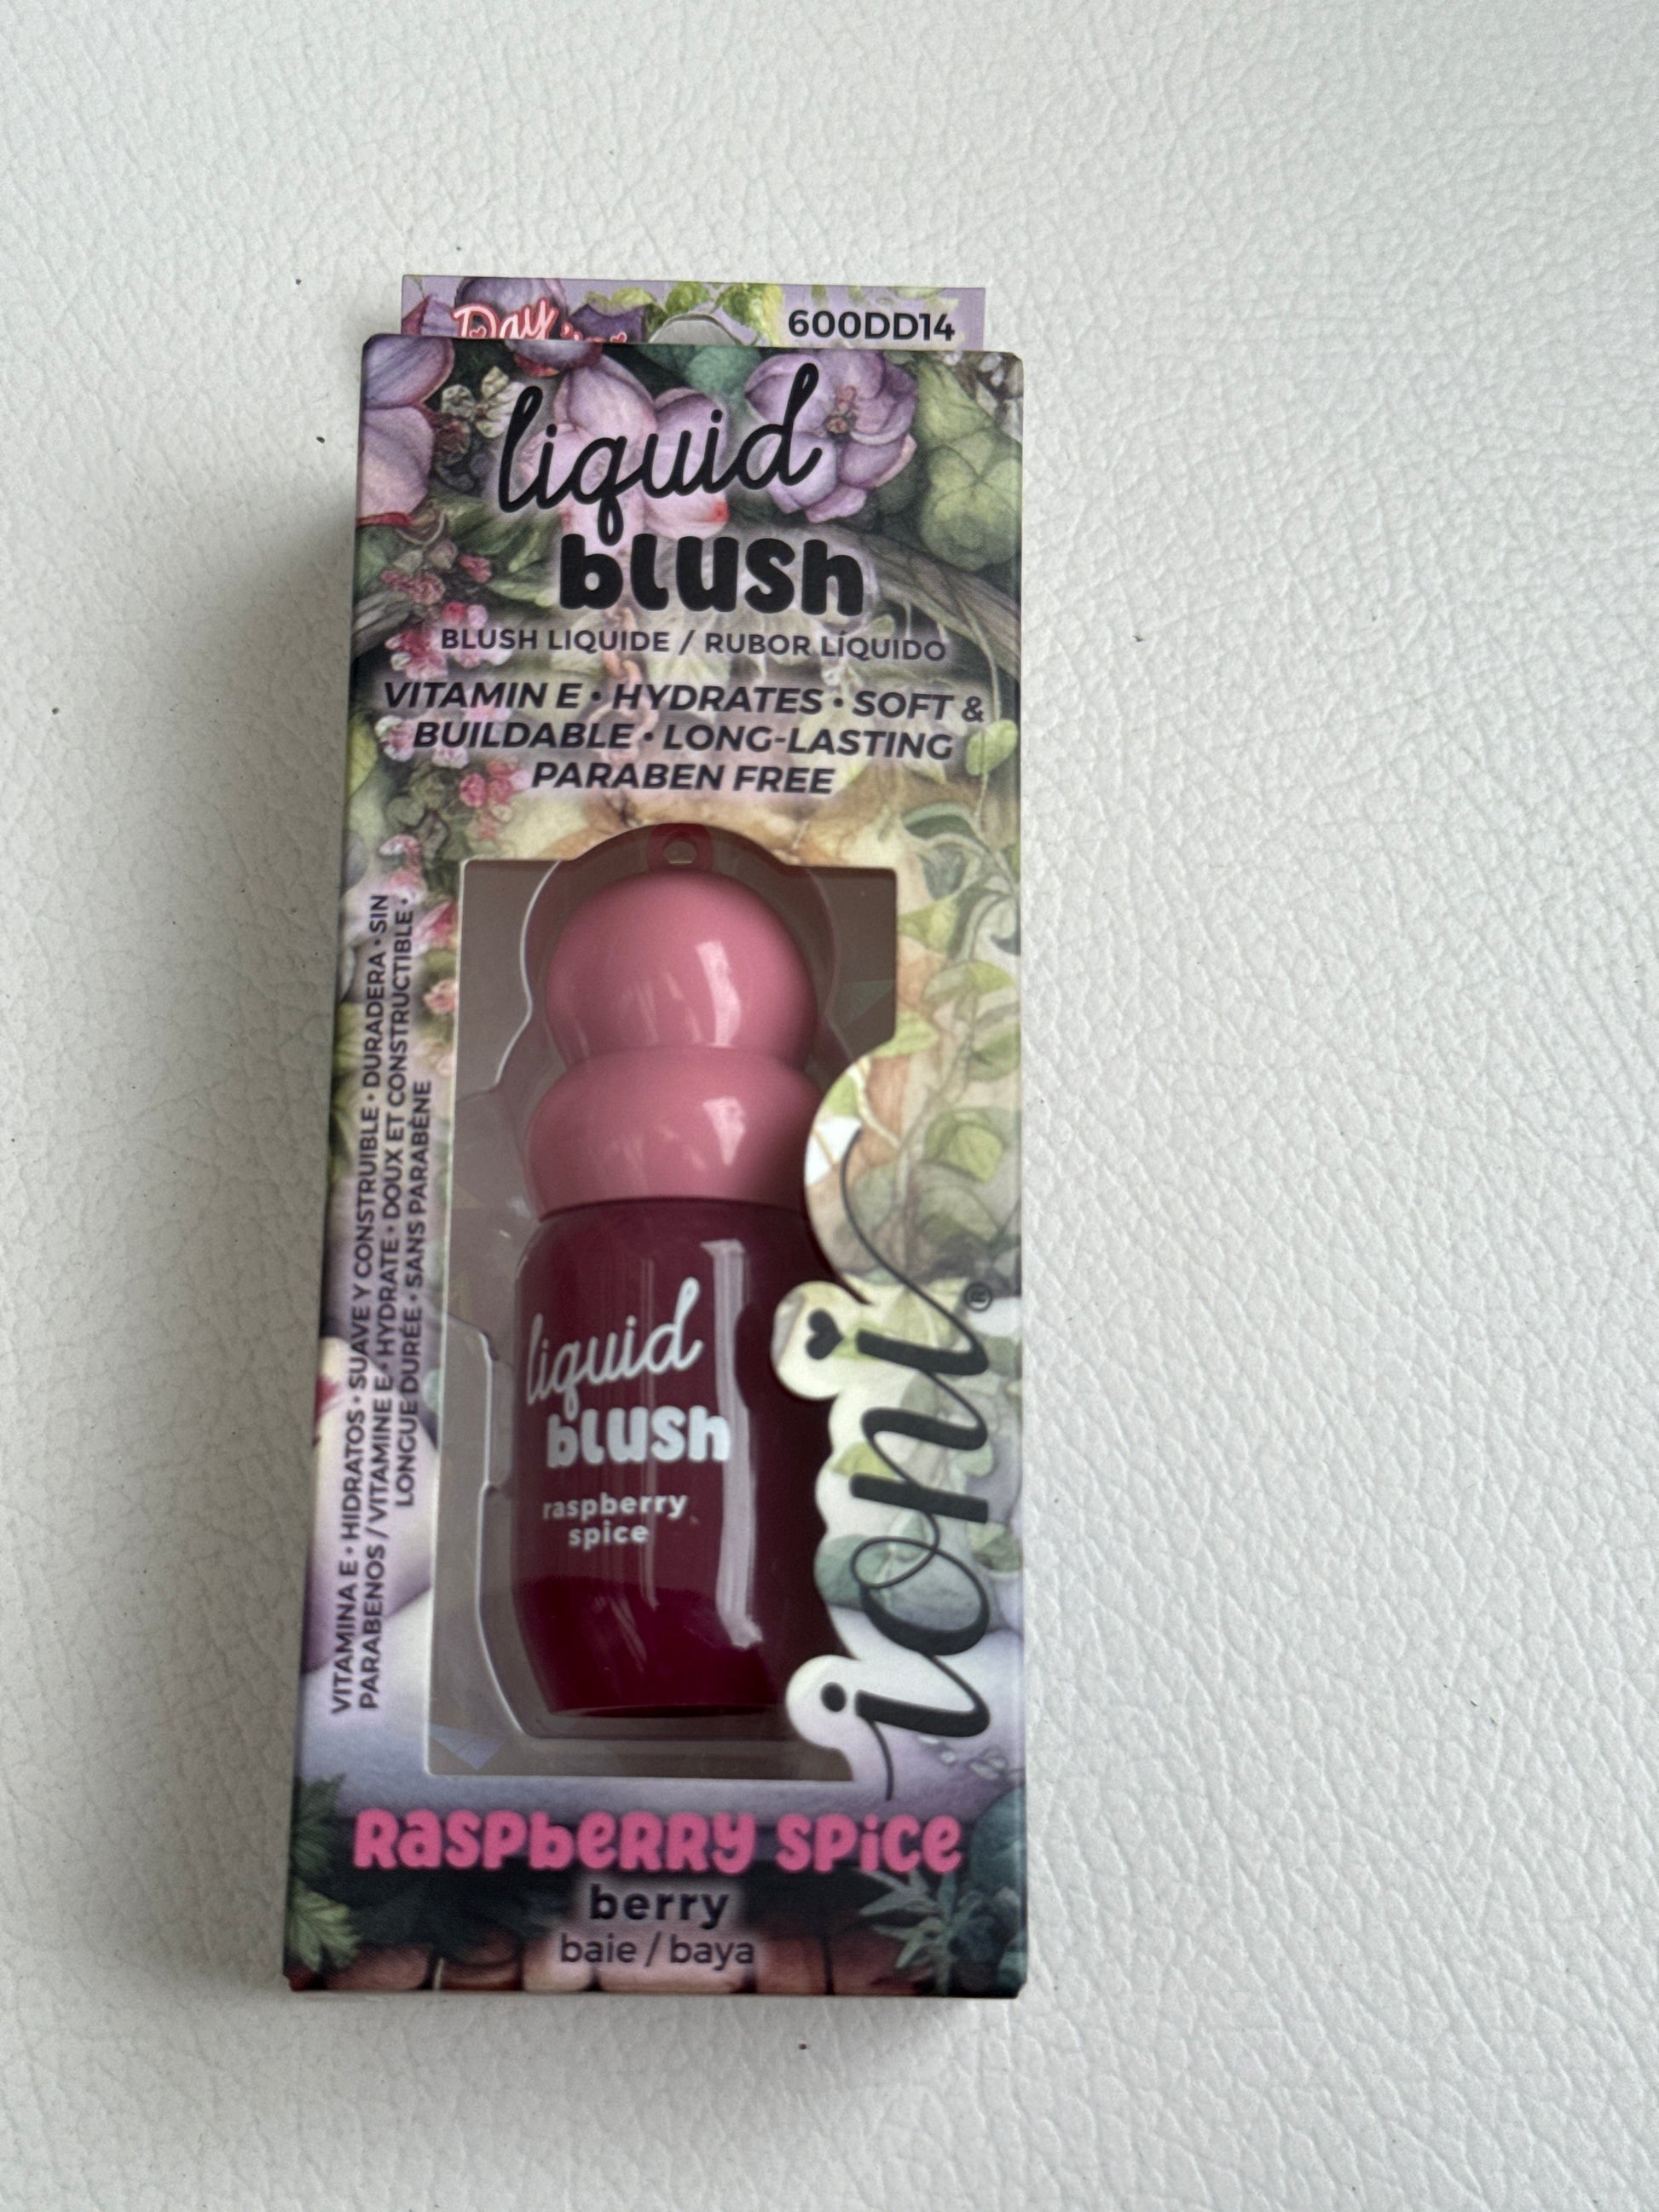 Day
600DD14
liquid
blush
BLUSH LIQUIDE / RUBOR LÍQUIDO
VITAMIN E • HYDRATES • SOFT &
BUILDABLE • LONG-LASTING
PARABEN FREE
VITAMINA E • HIDRATOS • SUAVE Y CONSTRUIBLE • DURADERA • SIN
PARABENOS / VITAMINE E • HYDRATE • DOUX ET CONSTRUCTIBLE •
LONGUE DURÉE • SANS PARABÈNE
liquid
blush
raspberry
spice
ioni®
RaspbeRRy spice
berry
baie / baya